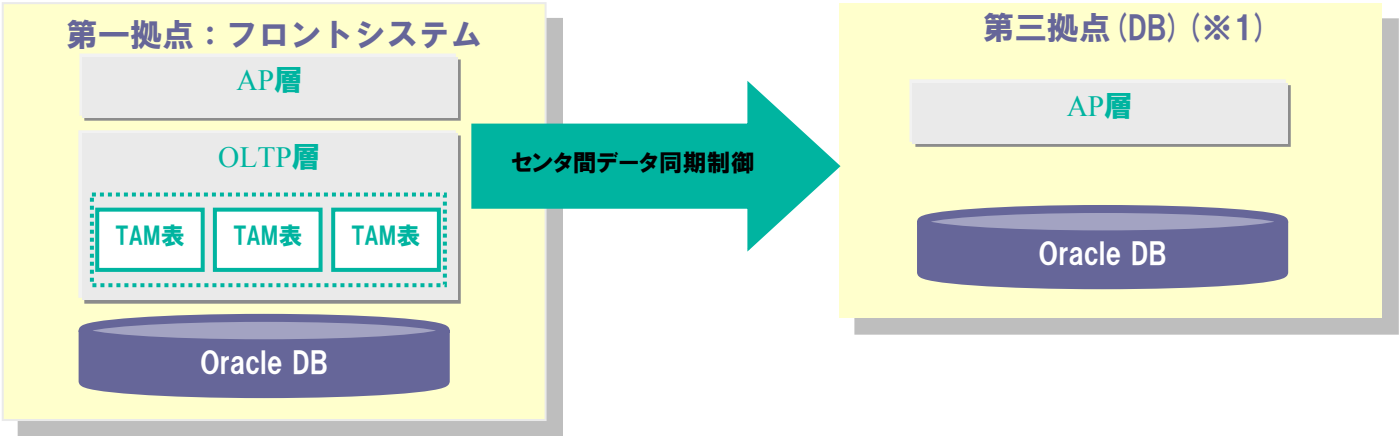 第一拠点：フロントシステム
AP層
OLTP層
TAM表 TAM表 TAM表
Oracle DB
センタ間データ同期制御
第三拠点(DB)(※1)
AP層
Oracle DB